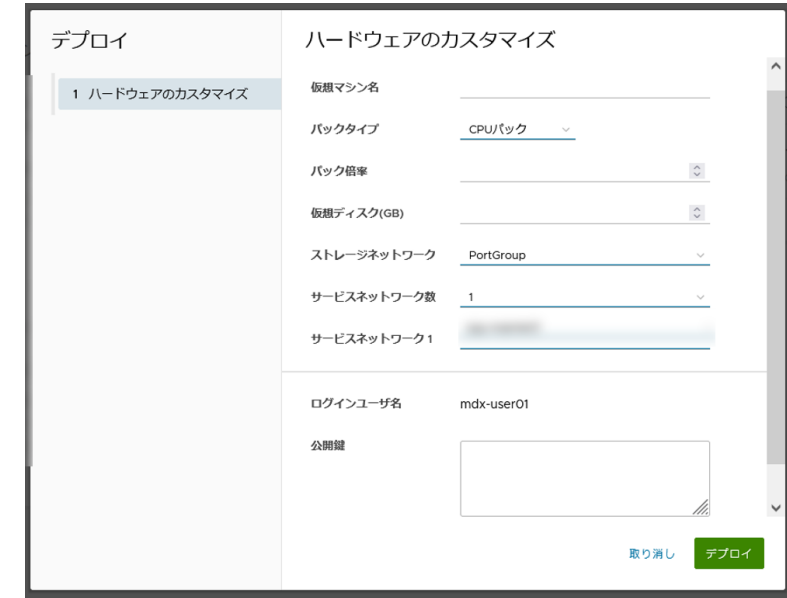 デプロイ
1 ハードウェアのカスタマイズ
ハードウェアのカスタマイズ
仮想マシン名
パックタイプ CPUパック
パック倍率
仮想ディスク(GB)
ストレージネットワーク PortGroup
サービスネットワーク数 1
サービスネットワーク 1
ログインユーザ名 mdx-user01
公開鍵
取り消し デプロイ